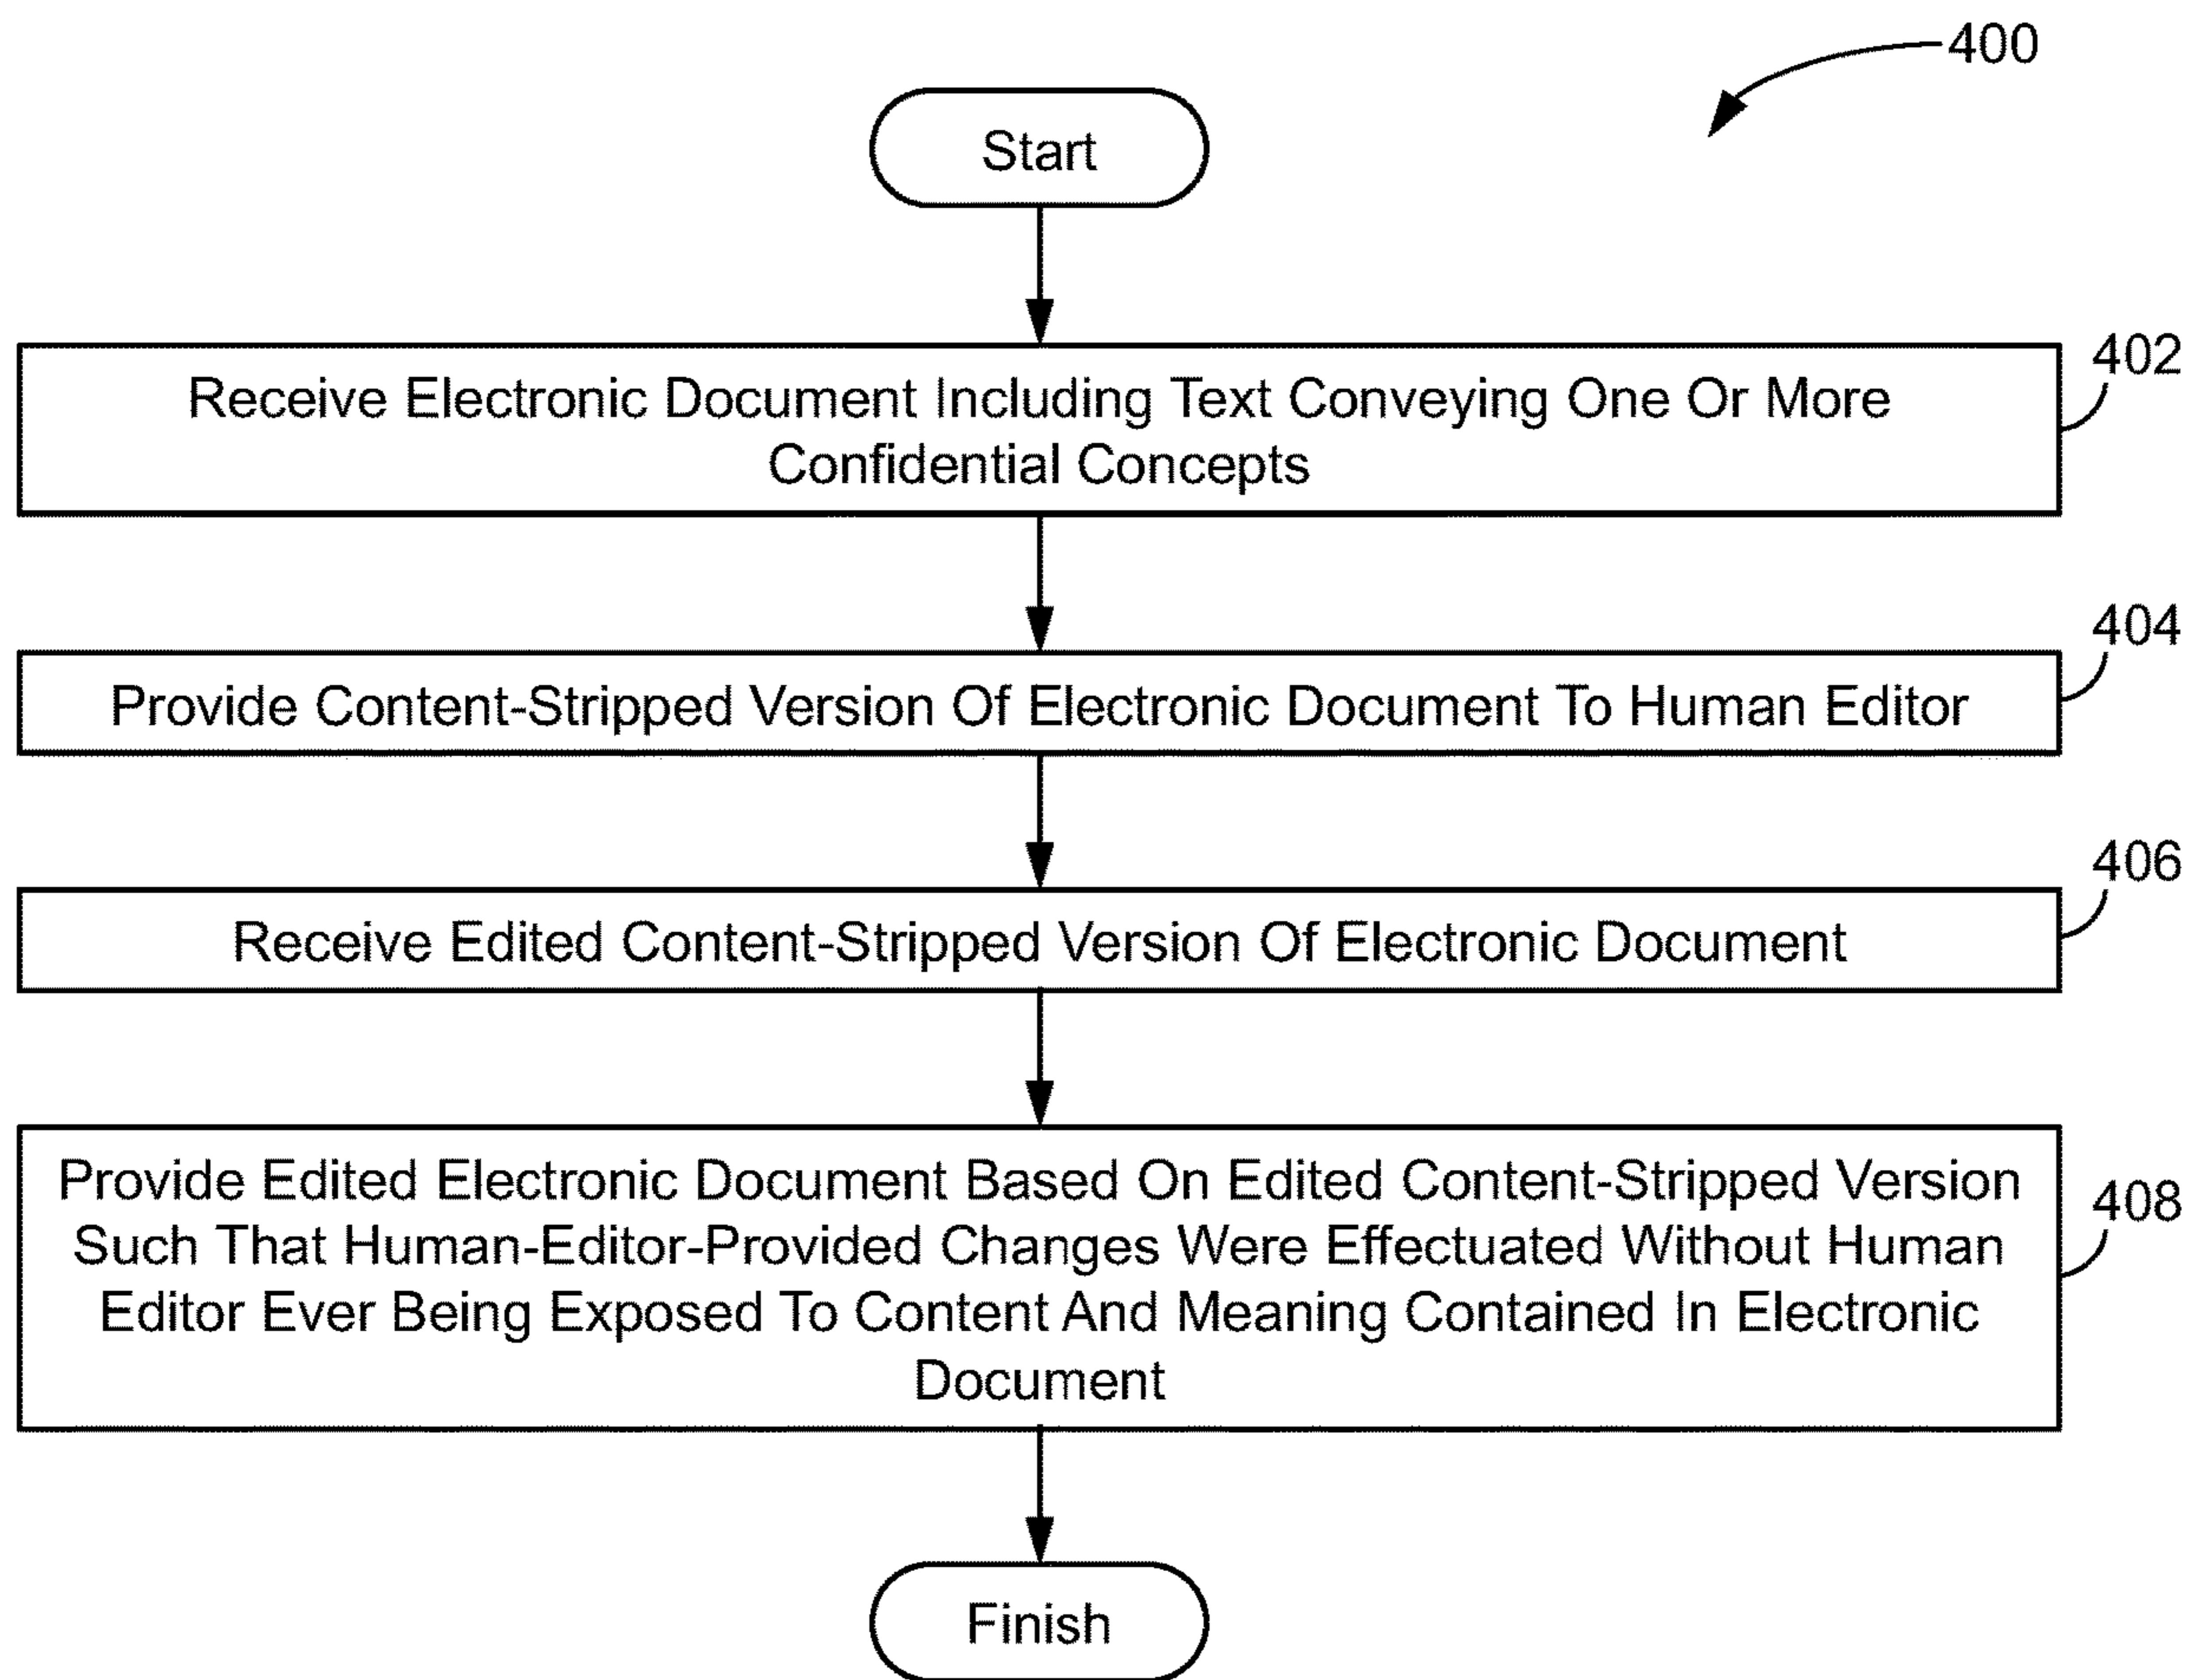 400
Start
402
Receive Electronic Document Including Text Conveying One Or More
Confidential Concepts
404
Provide Content-Stripped Version Of Electronic Document To Human Editor
406
Receive Edited Content-Stripped Version Of Electronic Document
Provide Edited Electronic Document Based On Edited Content-Stripped Version
408
Such That Human-Editor-Provided Changes Were Effectuated Without Human
Editor Ever Being Exposed To Content And Meaning Contained In Electronic
Document
Finish